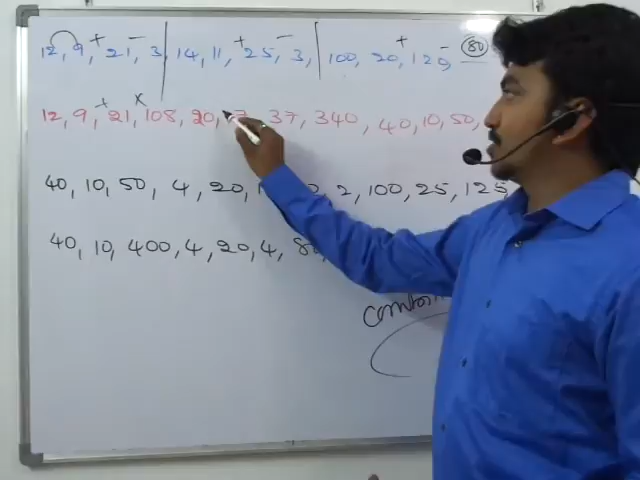 12, 9, + 21, - 3, 14, 11, + 25, - 3, 100, 20, + 120, - 80
12, 9, + 21, x 108, 20, 37, 340, 40, 10, 50,
40, 10, 50, 4, 20, 2, 100, 25, 125
40, 10, 400, 4, 20, 4,